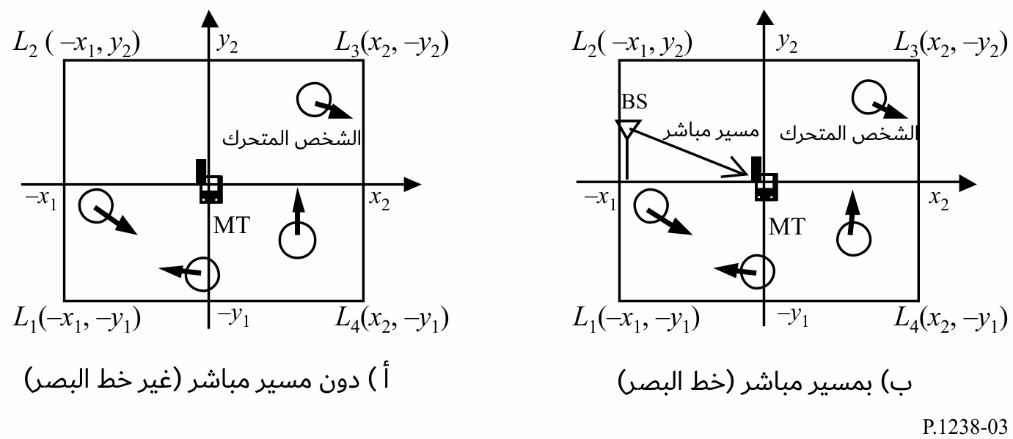 L2 (−x1, y2)
y2
L3(x2, −y2)
الشخص المتحرك
−x1
x2
MT
L1(−x1, −y1)
−y1
L4(x2, −y1)
أ ) دون مسير مباشر (غير خط البصر)
L2(−x1, y2)
y2
L3(x2, −y2)
BS
مسير مباشر
الشخص المتحرك
−x1
x2
MT
L1(−x1, −y1)
−y1
L4(x2, −y1)
ب) بمسير مباشر (خط البصر)
P.1238-03